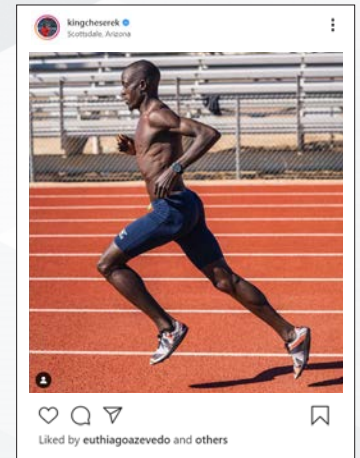 kingcheserek
Scottsdale, Arizona
Liked by euthiagoazevedo and others